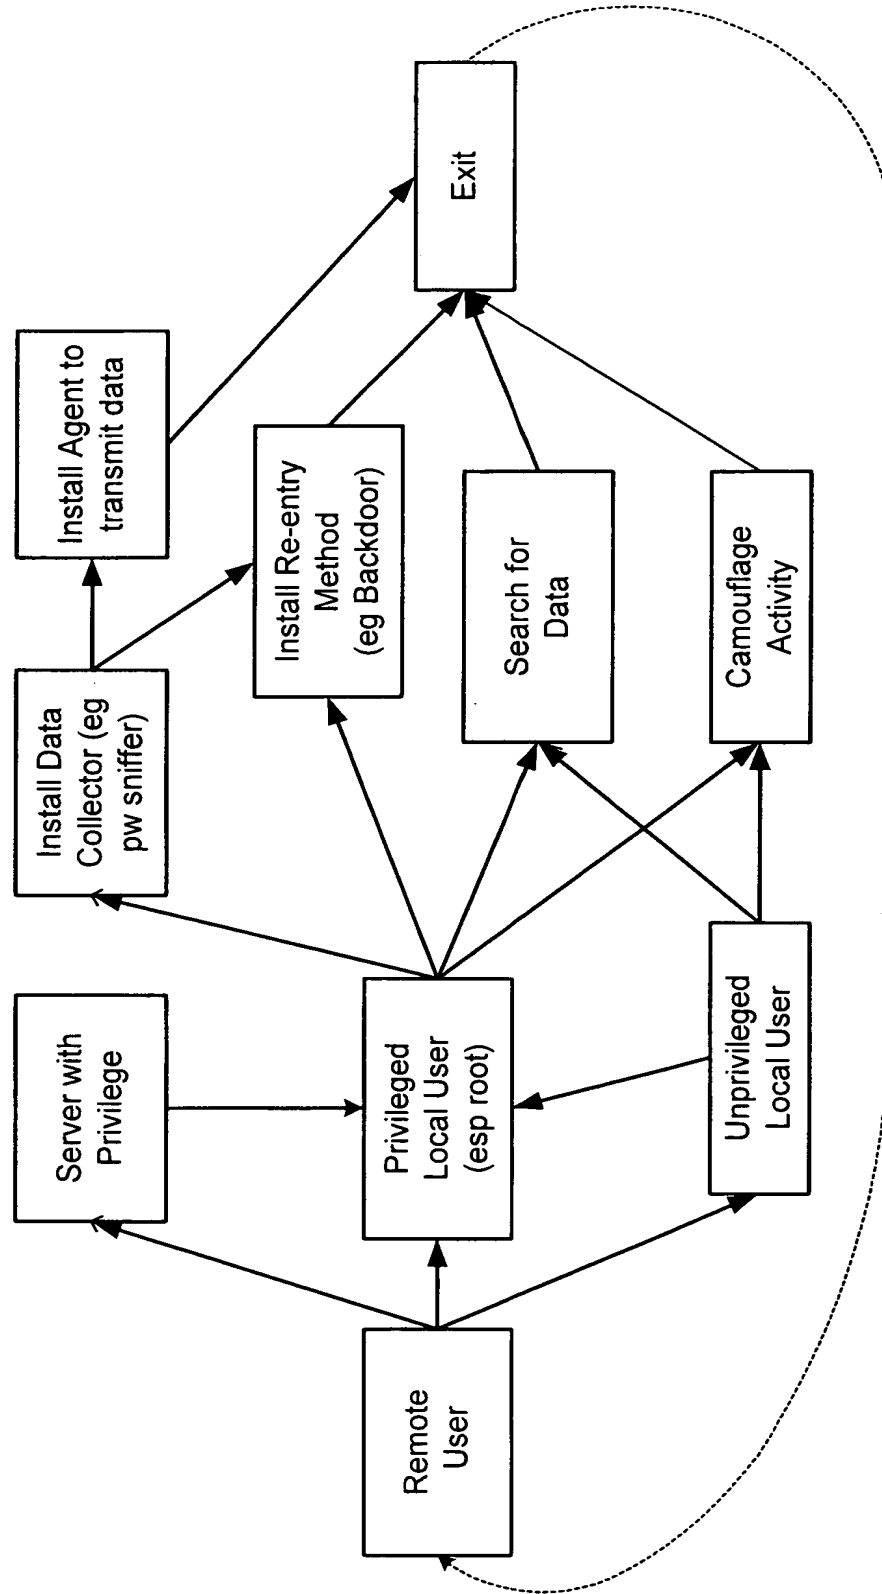 Remote
User
Server with
Privilege
Privileged
Local User
(esp root)
Unprivileged
Local User
Install Data
Collector (eg
pw sniffer)
Install Agent to
transmit data
Install Re-entry
Method
(eg Backdoor)
Search for
Data
Camouflage
Activity
Exit